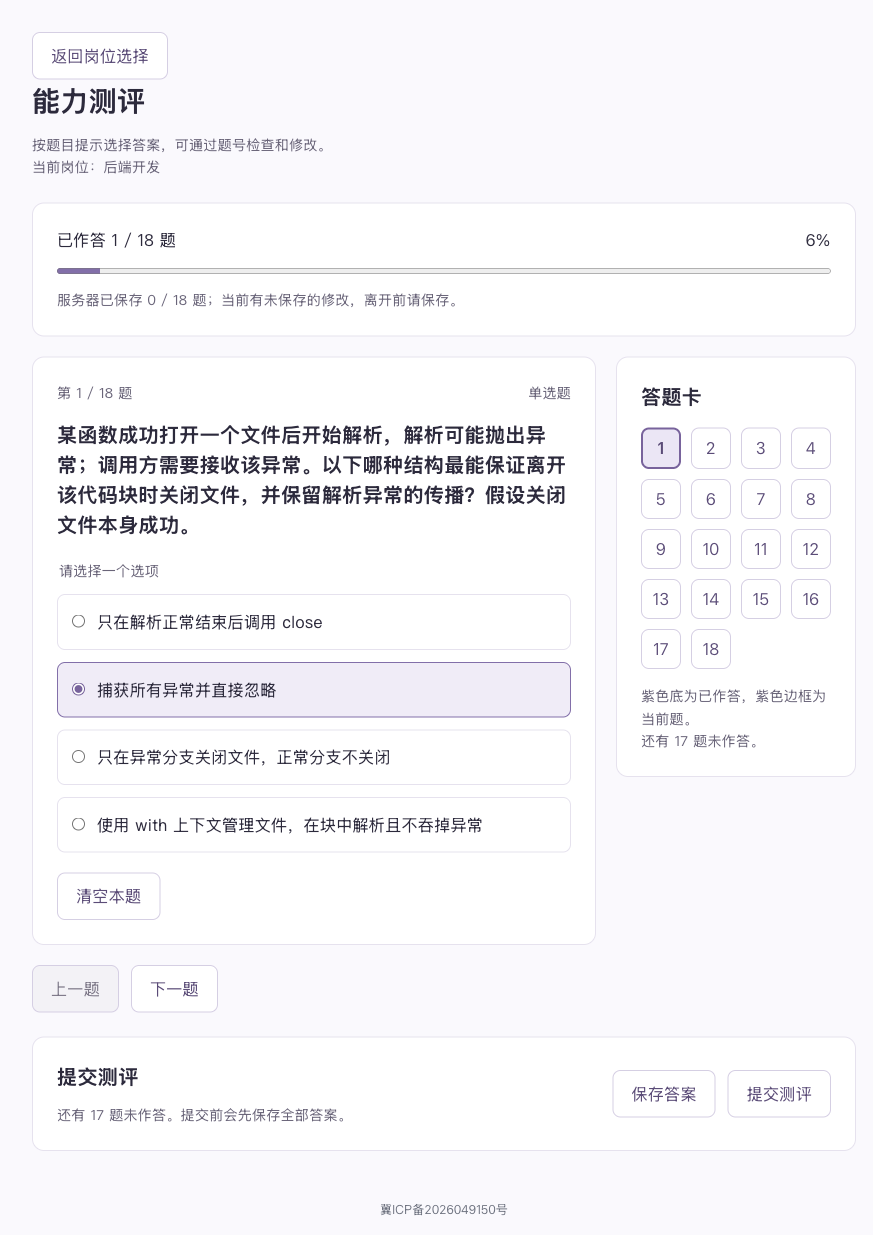 返回岗位选择
能力测评
按题目提示选择答案，可通过题号检查和修改。
当前岗位：后端开发
已作答 1 / 18 题
6%
服务器已保存 0 / 18 题；当前有未保存的修改，离开前请保存。
第 1 / 18 题
单选题
某函数成功打开一个文件后开始解析，解析可能抛出异
常；调用方需要接收该异常。以下哪种结构最能保证离开
该代码块时关闭文件，并保留解析异常的传播？假设关闭
文件本身成功。
请选择一个选项
只在解析正常结束后调用 close
捕获所有异常并直接忽略
只在异常分支关闭文件，正常分支不关闭
使用 with 上下文管理文件，在块中解析且不吞掉异常
清空本题
答题卡
1 2 3 4
5 6 7 8
9 10 11 12
13 14 15 16
17 18
紫色底为已作答，紫色边框为
当前题。
还有 17 题未作答。
上一题
下一题
提交测评
还有 17 题未作答。提交前会先保存全部答案。
保存答案
提交测评
冀ICP备2026049150号